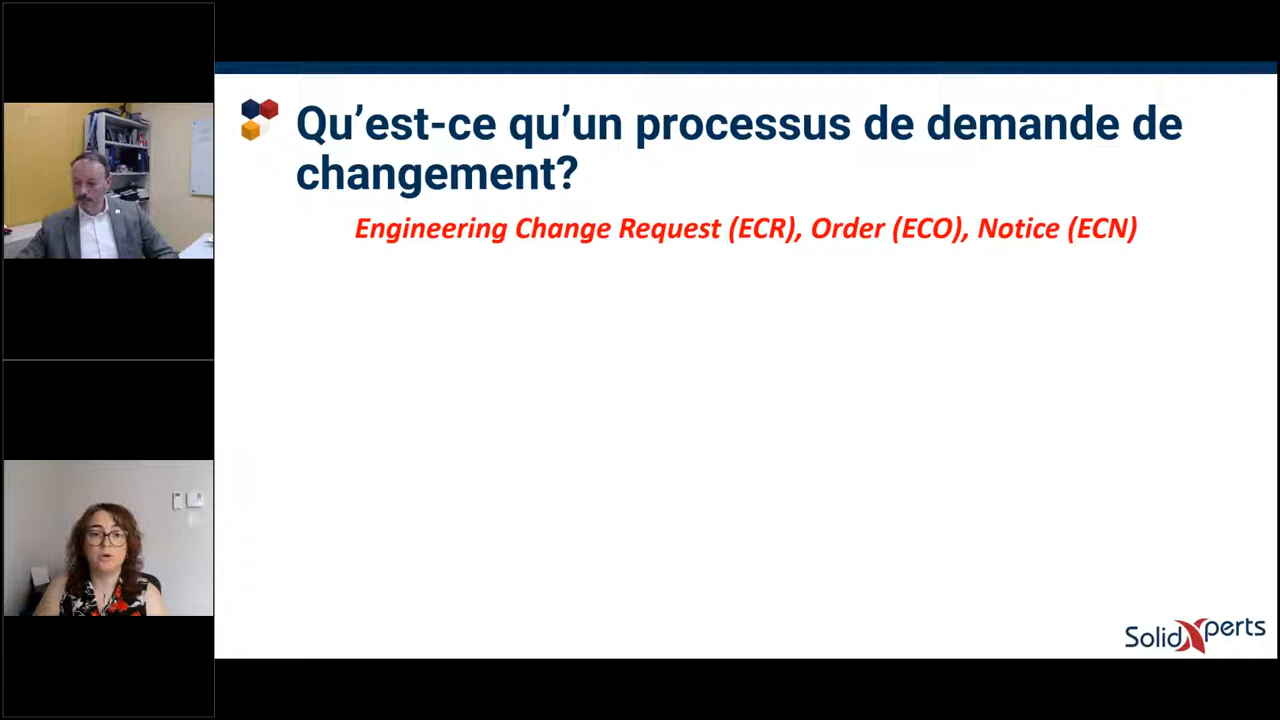 Qu’est-ce qu’un processus de demande de
changement?
Engineering Change Request (ECR), Order (ECO), Notice (ECN)
SolidXperts